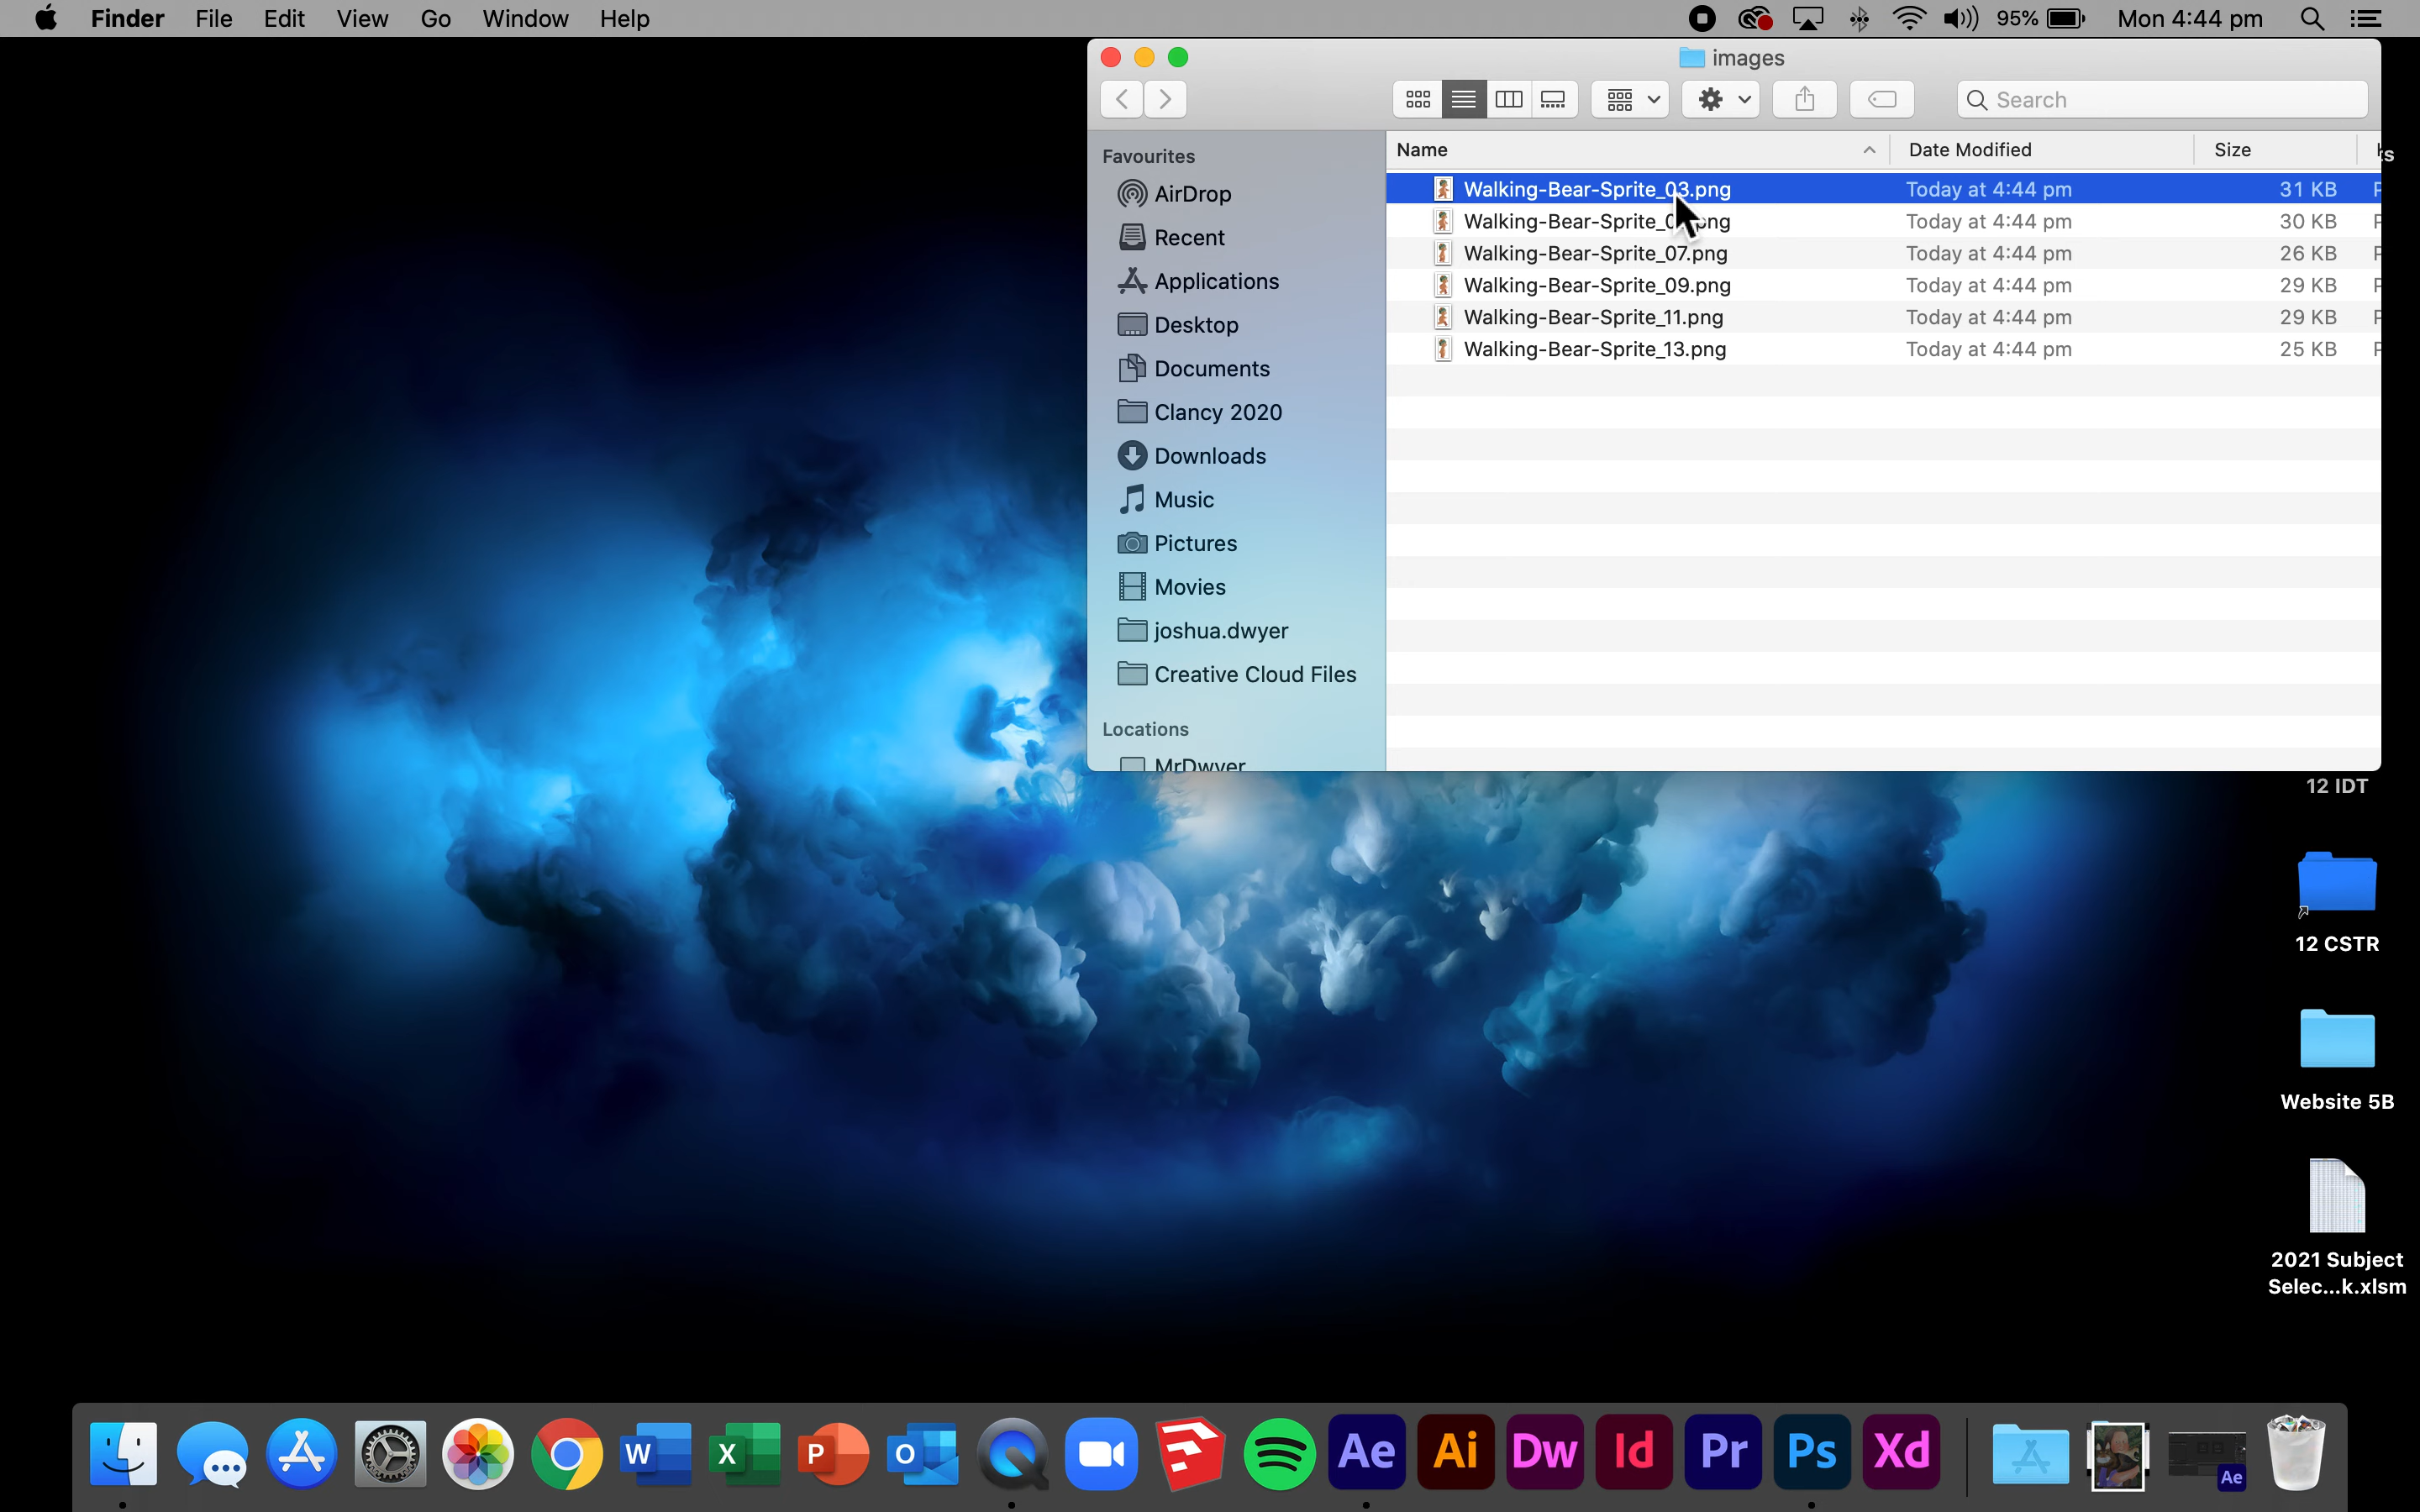 Finder File Edit View Go Window Help 95% Mon 4:44 pm
images
Search
Favourites
AirDrop
Recent
Applications
Desktop
Documents
Clancy 2020
Downloads
Music
Pictures
Movies
joshua.dwyer
Creative Cloud Files
Locations
MrDwyer
Name Date Modified Size
Walking-Bear-Sprite_03.png Today at 4:44 pm 31 KB
Today at 4:44 pm 30 KB
Walking-Bear-Sprite_07.png Today at 4:44 pm 26 KB
Walking-Bear-Sprite_09.png Today at 4:44 pm 29 KB
Walking-Bear-Sprite_11.png Today at 4:44 pm 29 KB
Walking-Bear-Sprite_13.png Today at 4:44 pm 25 KB
12 IDT
12 CSTR
Website 5B
2021 Subject
Selec...k.xlsm
W X P O Ae Ai Dw Id Pr Ps Xd Ae